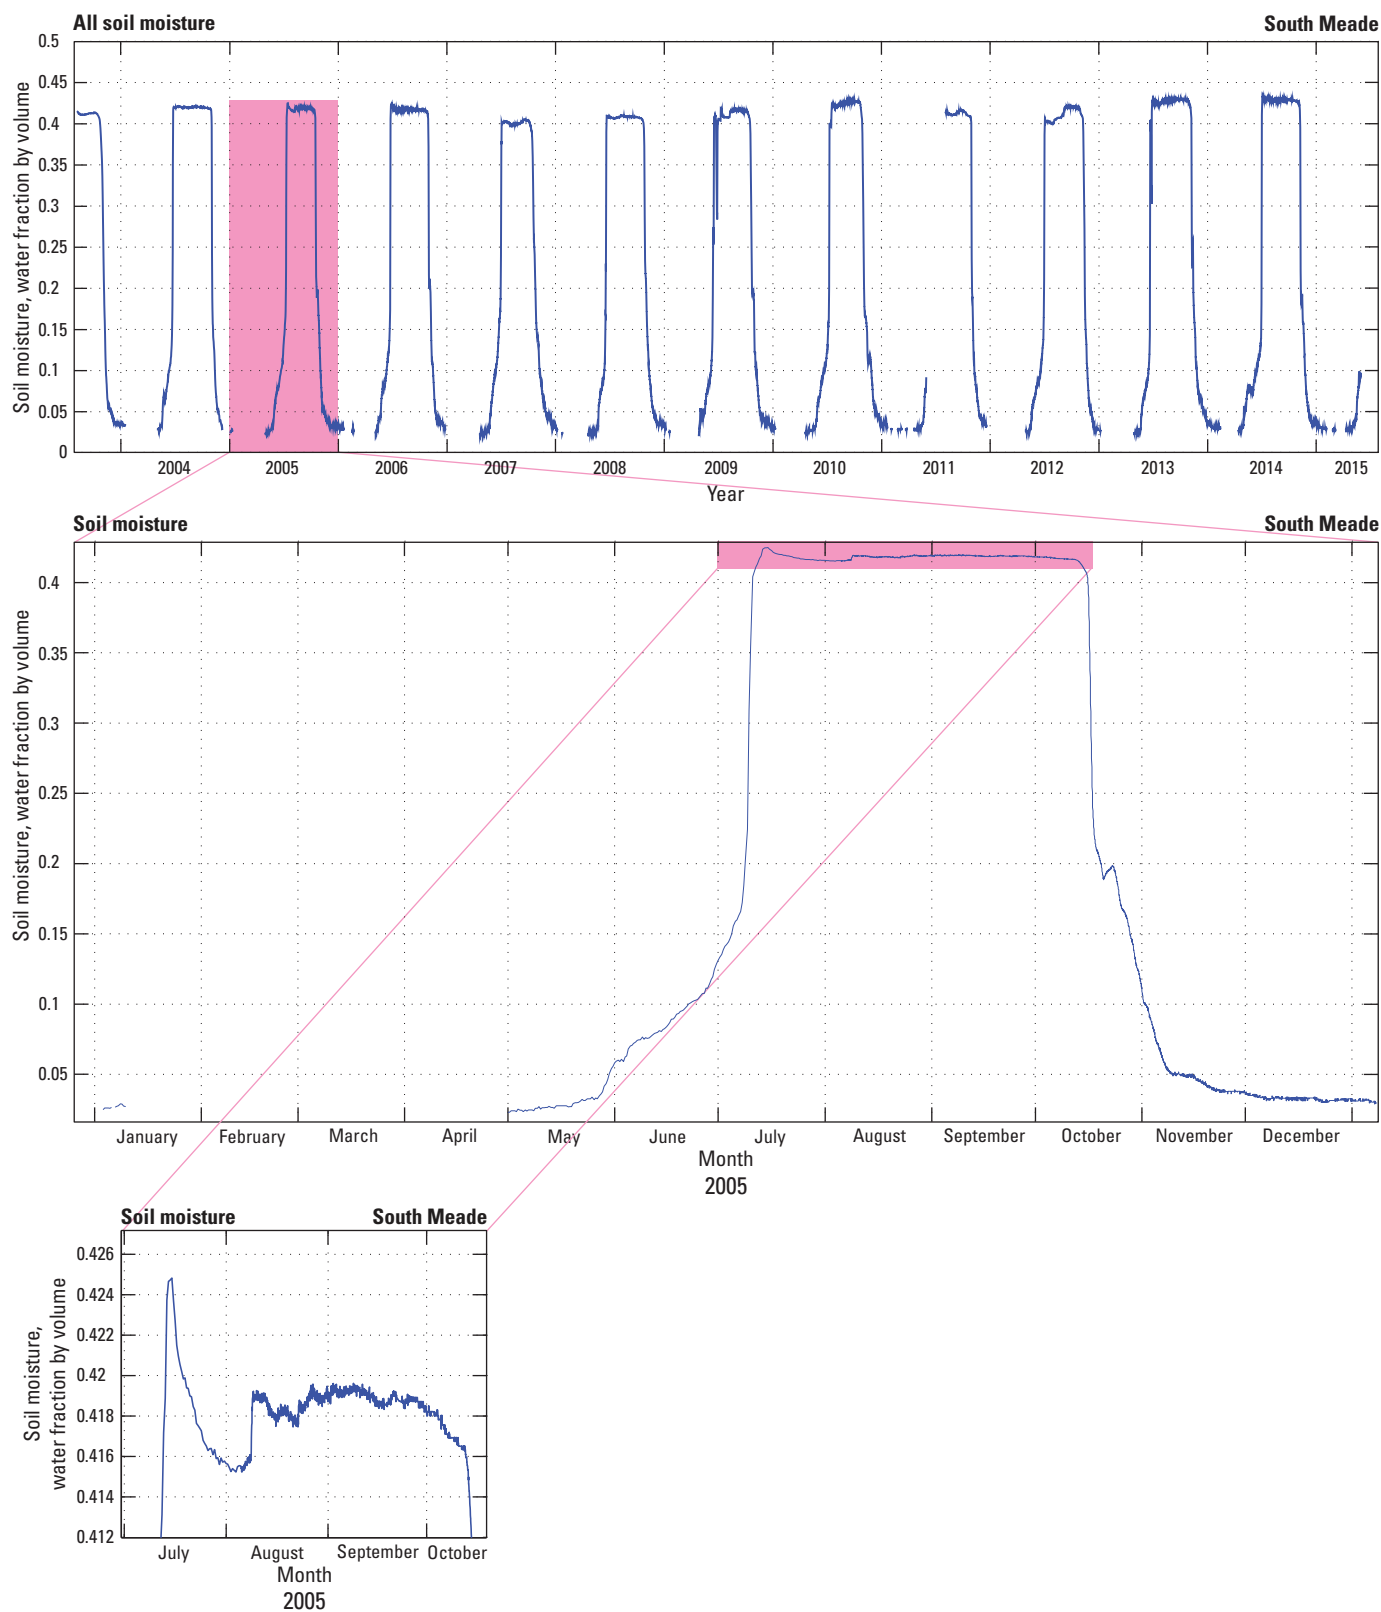 All soil moisture
South Meade
0.5
0.45
0.4
0.35
0.3
0.25
0.2
0.15
0.1
0.05
0
Soil moisture, water fraction by volume
2004 2005 2006 2007 2008 2009 2010 2011 2012 2013 2014 2015
Year
Soil moisture
South Meade
0.4
0.35
0.3
0.25
0.2
0.15
0.1
0.05
Soil moisture, water fraction by volume
January February March April May June July August September October November December
Month
2005
Soil moisture
South Meade
0.426
0.424
0.422
0.42
0.418
0.416
0.414
0.412
Soil moisture,
water fraction by volume
July August September October
Month
2005